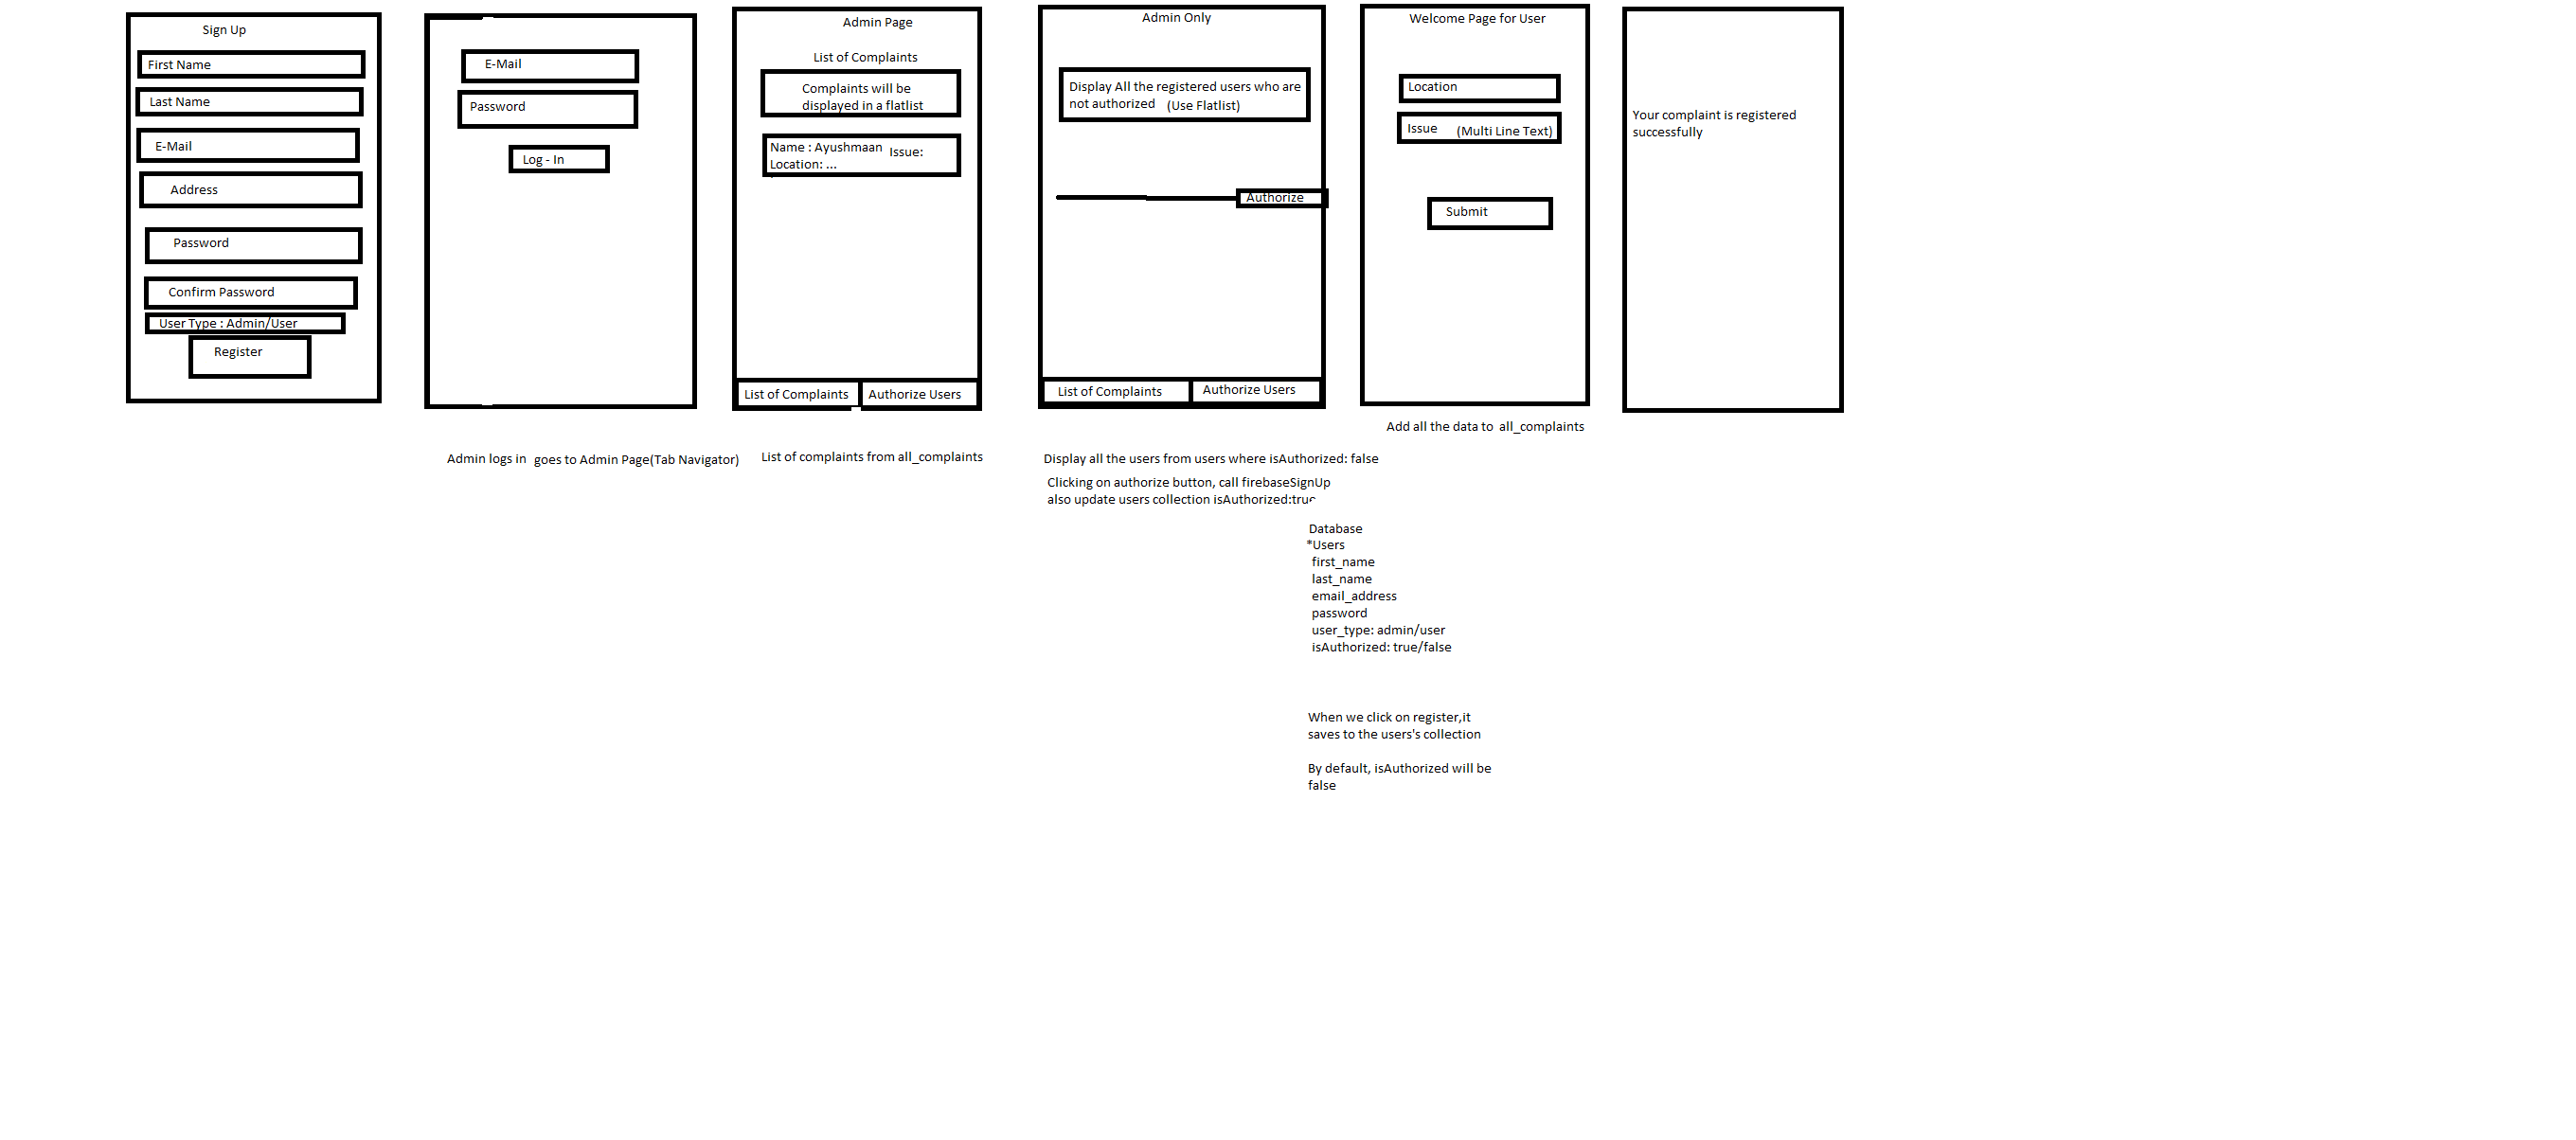 Sign Up
First Name
Last Name
E-Mail
Address
Password
Confirm Password
User Type : Admin/User
Register
E-Mail
Password
Log - In
Admin logs in goes to Admin Page(Tab Navigator)
Admin Page
List of Complaints
Complaints will be
displayed in a flatlist
Name : Ayushmaan Issue:
Location: ...
List of Complaints Authorize Users
List of complaints from all_complaints
Admin Only
Display All the registered users who are
not authorized (Use Flatlist)
Authorize
List of Complaints Authorize Users
Display all the users from users where isAuthorized: false
Clicking on authorize button, call firebaseSignUp
also update users collection isAuthorized:true
Welcome Page for User
Location
Issue (Multi Line Text)
Submit
Add all the data to all_complaints
Your complaint is registered
successfully
Database
*Users
first_name
last_name
email_address
password
user_type: admin/user
isAuthorized: true/false
When we click on register,it
saves to the users's collection
By default, isAuthorized will be
false